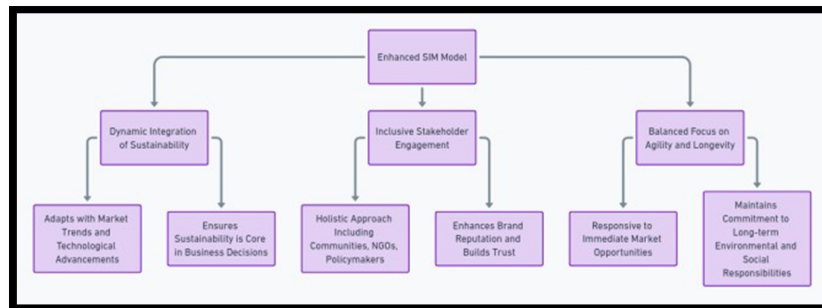 Enhanced SIM Model
Dynamic Integration
of Sustainability
Inclusive Stakeholder
Engagement
Balanced Focus on
Agility and Longevity
Adapts with Market
Trends and
Technological
Advancements
Ensures
Sustainability is Core
in Business Decisions
Holistic Approach
Including
Communities, NGOs,
Policymakers
Enhances Brand
Reputation and
Builds Trust
Responsive to
Immediate Market
Opportunities
Maintains
Commitment to
Long-term
Environmental and
Social
Responsibilities